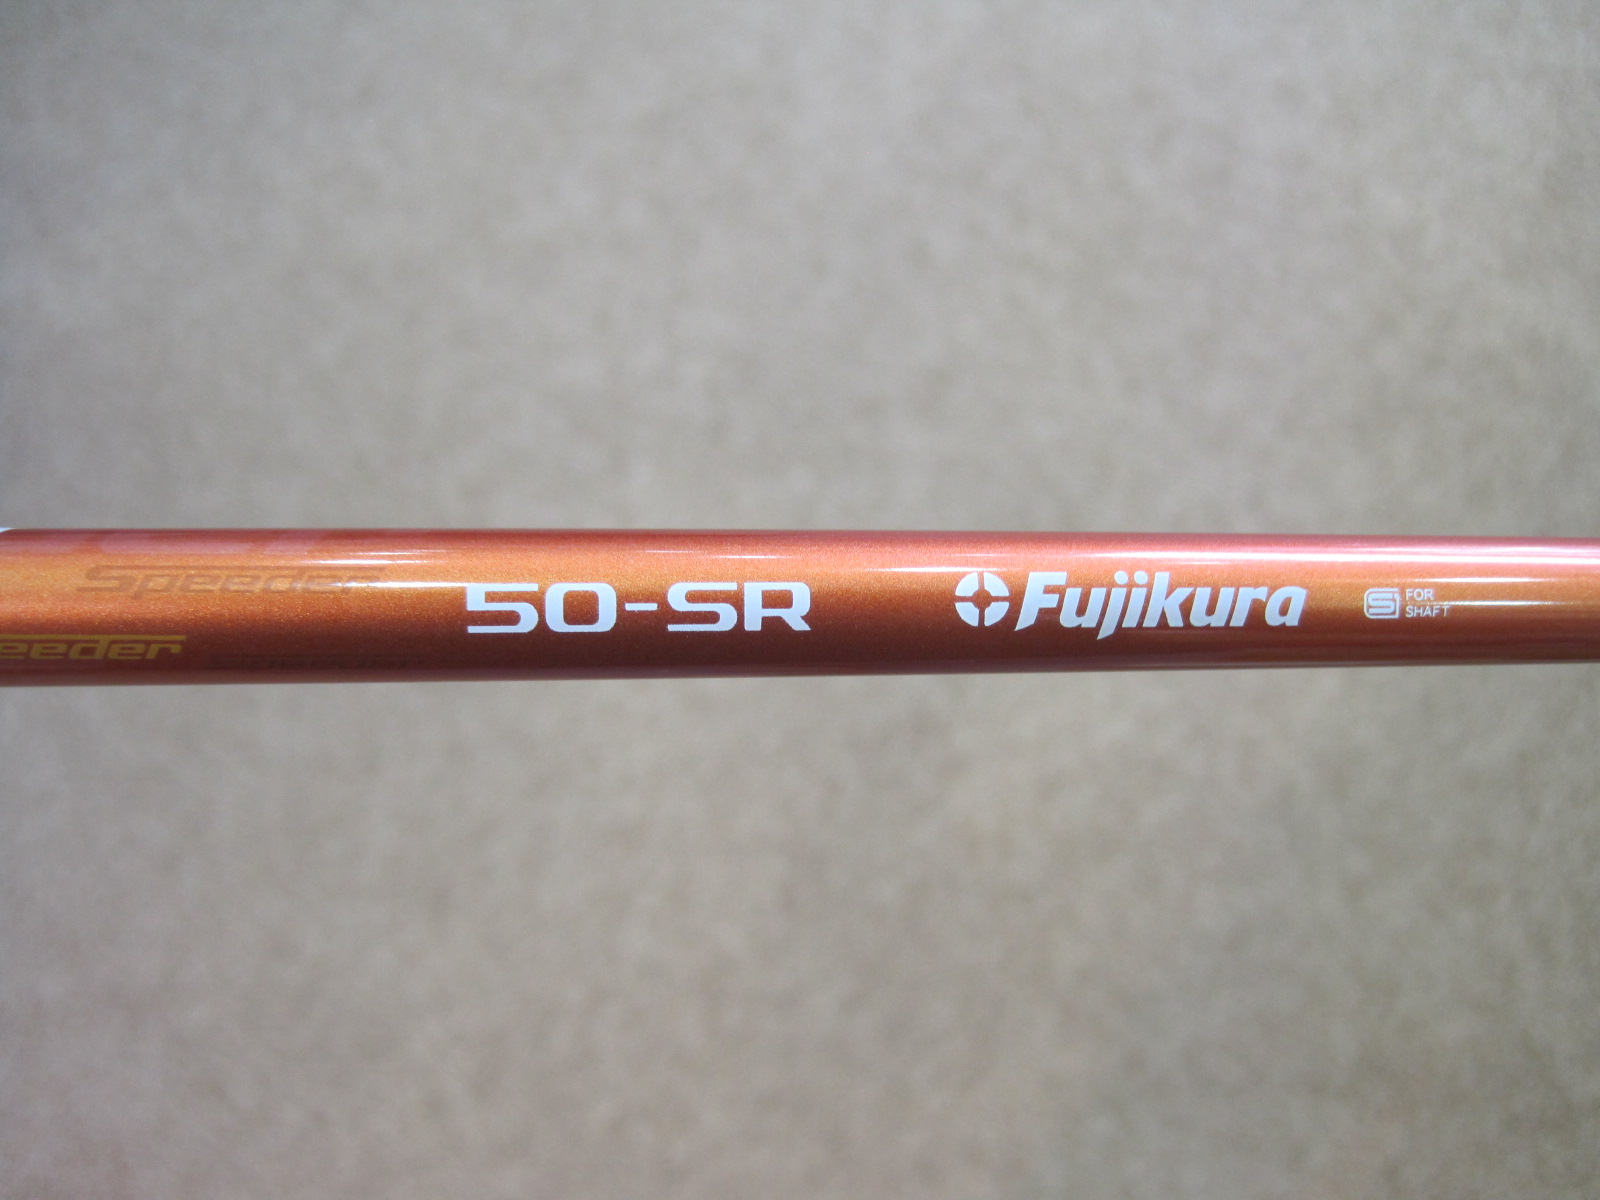 Speeder
50-SR
Fujikura
FOR
SHAFT
eeder